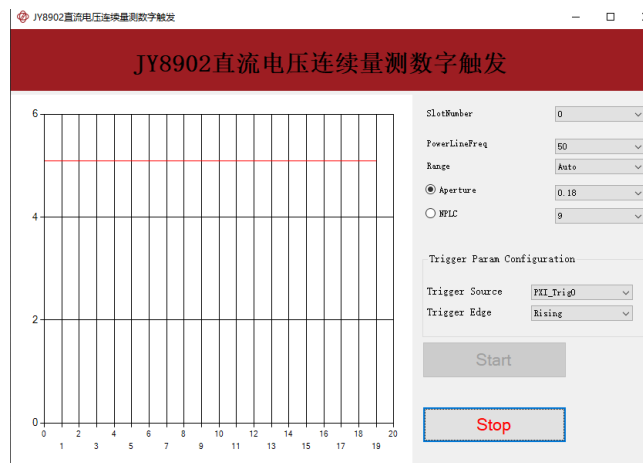 JY8902直流电压连续量测数字触发
JY8902直流电压连续量测数字触发
SlotNumber 0
PowerLineFreq 50
Range Auto
Aperture 0.18
NPLC 9
Trigger Param Configuration
Trigger Source PXI_Trig0
Trigger Edge Rising
Start
Stop
6
4
2
0
0 2 4 6 8 10 12 14 16 18 20
1 3 5 7 9 11 13 15 17 19